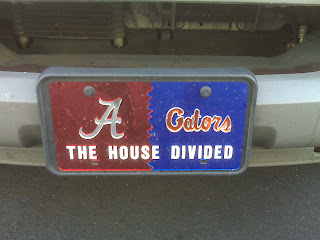 A Gators
THE HOUSE DIVIDED